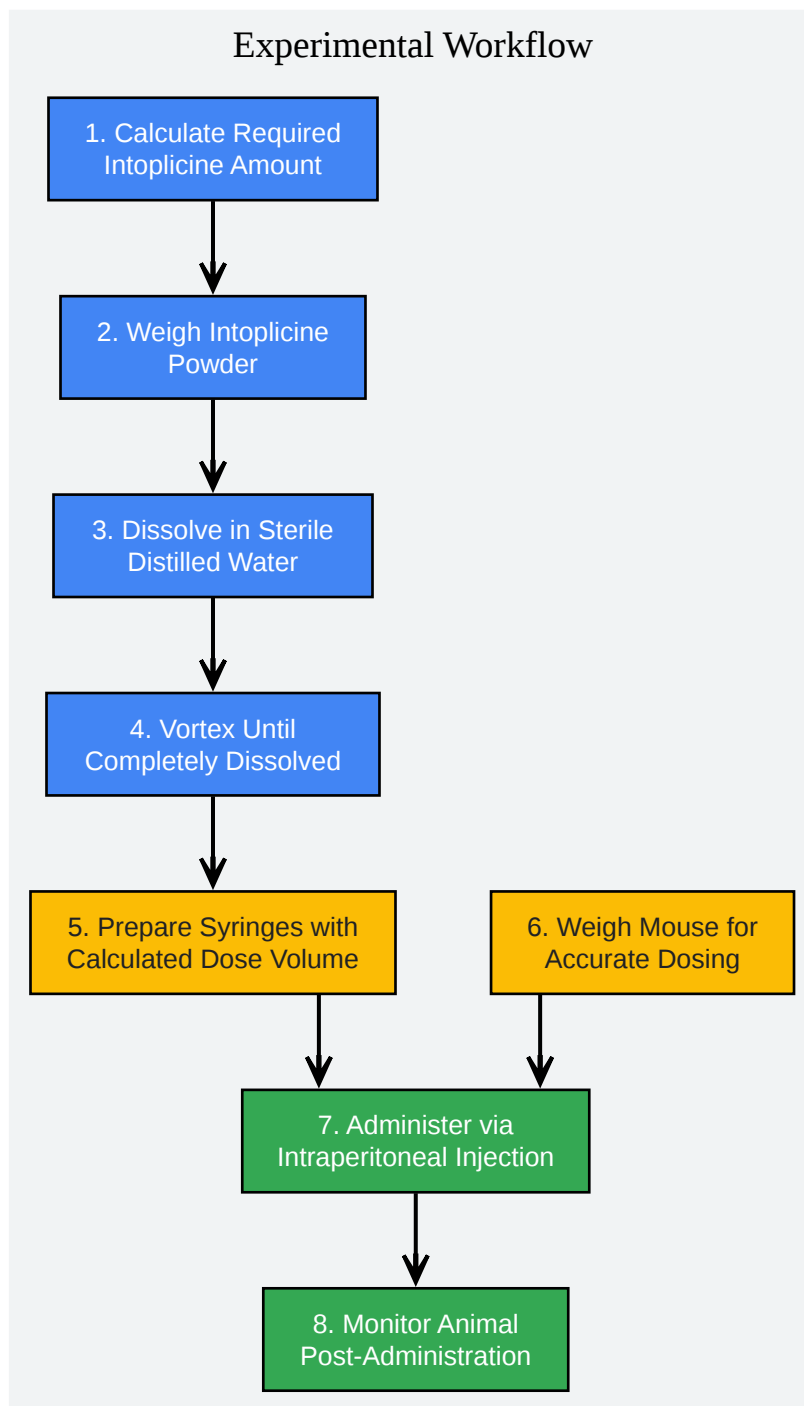 Experimental Workflow
1. Calculate Required
Intoplicine Amount
2. Weigh Intoplicine
Powder
3. Dissolve in Sterile
Distilled Water
4. Vortex Until
Completely Dissolved
5. Prepare Syringes with
Calculated Dose Volume
6. Weigh Mouse for
Accurate Dosing
7. Administer via
Intraperitoneal Injection
8. Monitor Animal
Post-Administration